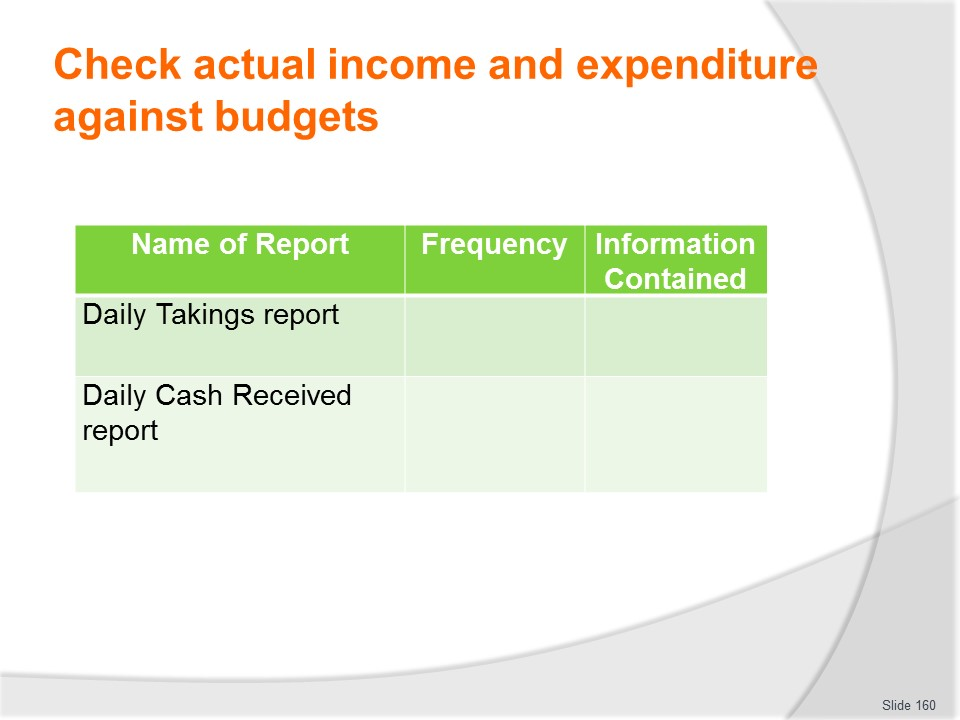 Check actual income and expenditure
against budgets
Name of Report
Frequency
Information
Contained
Daily Takings report
Daily Cash Received
report
Slide 160